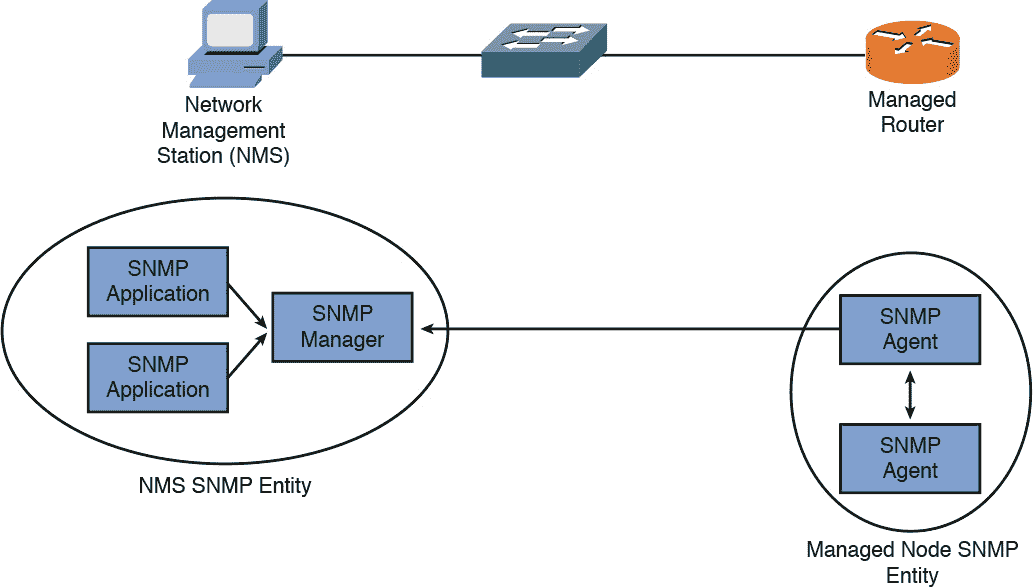 Network
Management
Station (NMS)
Managed
Router
SNMP
Application
SNMP
Application
SNMP
Manager
NMS SNMP Entity
SNMP
Agent
SNMP
Agent
Managed Node SNMP
Entity